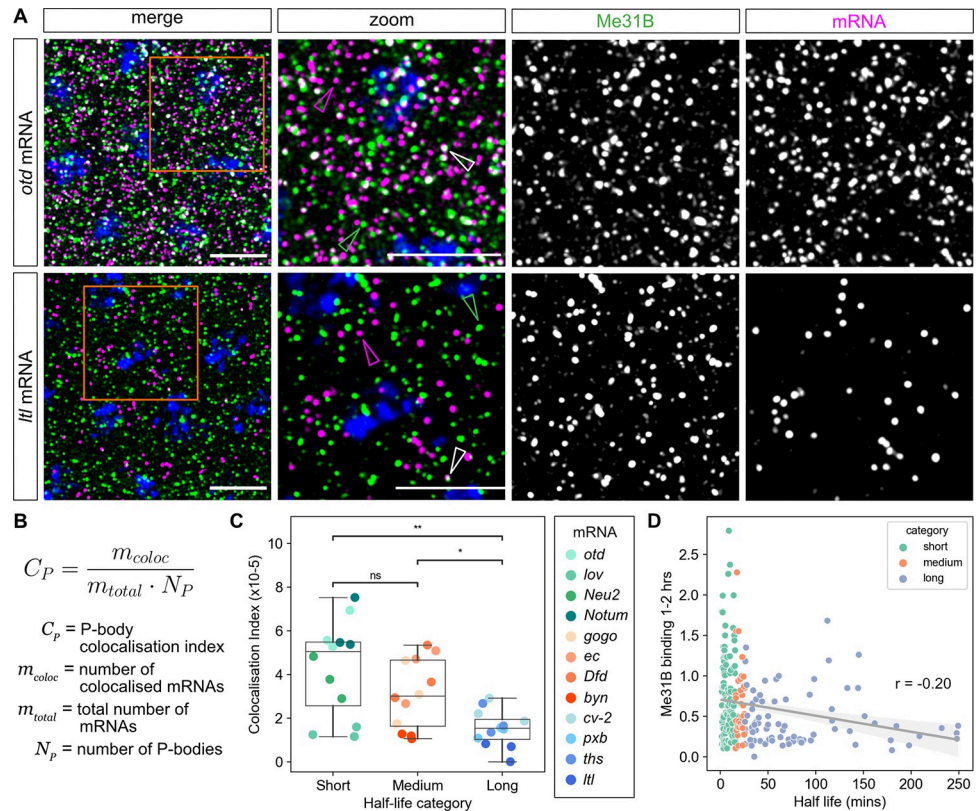 A
merge
zoom
Me31B
mRNA
otd mRNA
ltl mRNA
B
C_P = m_coloc / m_total · N_P
C_P = P-body
colocalisation index
m_coloc = number of
colocalised mRNAs
m_total = total number of
mRNAs
N_P = number of P-bodies
C
Colocalisation Index (x10-5)
10
8
6
4
2
0
**
*
ns
Short
Medium
Long
Half-life category
mRNA
otd
lov
Neu2
Notum
gogo
ec
Dfd
byn
cv-2
pxb
ths
ltl
D
Me31B binding 1-2 hrs
2.5
2.0
1.5
1.0
0.5
0.0
category
short
medium
long
r = -0.20
0
50
100
150
200
250
Half life (mins)